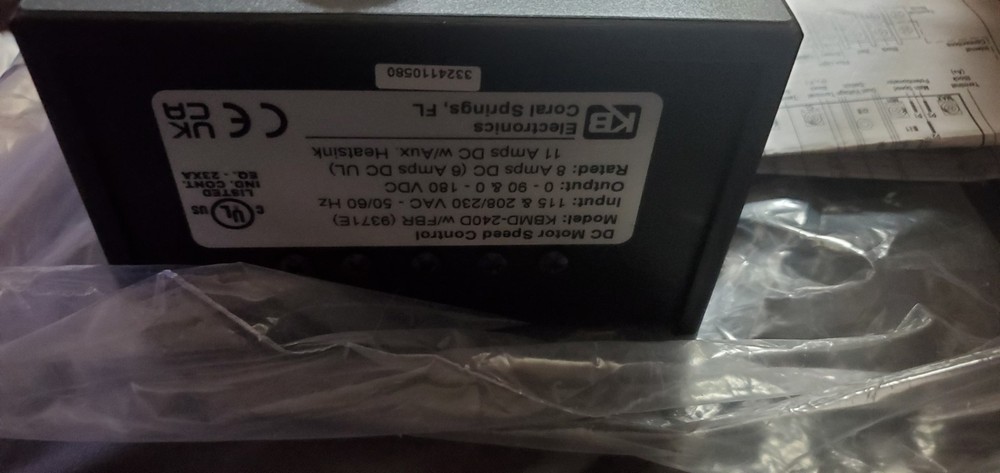 DC Motor Speed Control
Model: KBMD-240D w/FBR (9371E)
Input: 115 & 208/230 VAC - 50/60 Hz
Output: 0 - 90 & 0 - 180 VDC
Rated: 8 Amps DC (6 Amps DC UL)
11 Amps DC w/Aux. Heatsink
C UL US
LISTED
IND. CONT.
EQ. -23XA
KB Electronics
Coral Springs, FL
CE UK CA
3324110580